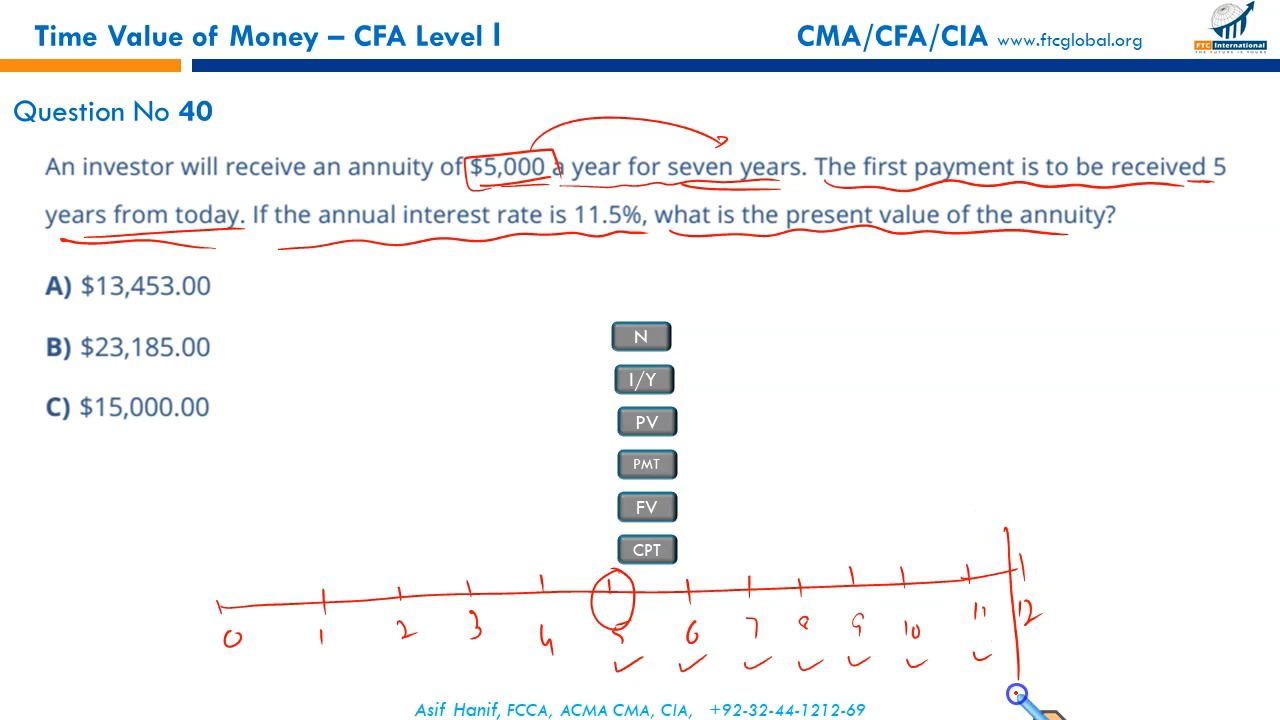 Time Value of Money – CFA Level I
CMA/CFA/CIA www.ftcglobal.org
FTC International
Question No 40
An investor will receive an annuity of $5,000 a year for seven years. The first payment is to be received 5
years from today. If the annual interest rate is 11.5%, what is the present value of the annuity?
A) $13,453.00
B) $23,185.00
C) $15,000.00
N
I/Y
PV
PMT
FV
CPT
0 1 2 3 4 5 6 7 8 9 10 11 12
Asif Hanif, FCCA, ACMA CMA, CIA, +92-32-44-1212-69